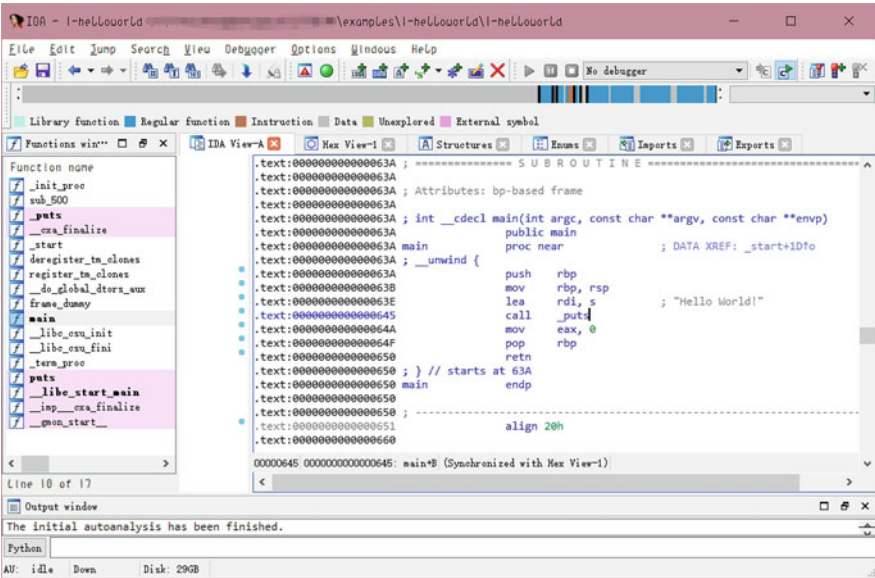 IDA - 1-helloworld \examples\1-helloworld\1-helloworld
File Edit Jump Search View Debugger Options Windows Help
No debugger
Library function Regular function Instruction Data Unexplored External symbol
Functions win… IDA View-A Hex View-1 Structures Enums Imports Exports
Function name
_init_proc
sub_500
_puts
__cxa_finalize
_start
deregister_tm_clones
register_tm_clones
__do_global_dtors_aux
frame_dummy
main
__libc_csu_init
__libc_csu_fini
_term_proc
puts
__libc_start_main
__imp___cxa_finalize
__gmon_start__
Line 10 of 17
.text:000000000000063A ; =============== S U B R O U T I N E =======================================
.text:000000000000063A
.text:000000000000063A ; Attributes: bp-based frame
.text:000000000000063A
.text:000000000000063A ; int __cdecl main(int argc, const char **argv, const char **envp)
.text:000000000000063A public main
.text:000000000000063A main proc near ; DATA XREF: _start+1D↑o
.text:000000000000063A ; __unwind {
.text:000000000000063A push rbp
.text:000000000000063B mov rbp, rsp
.text:000000000000063E lea rdi, s ; "Hello World!"
.text:0000000000000645 call _puts
.text:000000000000064A mov eax, 0
.text:000000000000064F pop rbp
.text:0000000000000650 retn
.text:0000000000000650 ; } // starts at 63A
.text:0000000000000650 main endp
.text:0000000000000650
.text:0000000000000650 ; ---------------------------------------------------------------------------
.text:0000000000000651 align 20h
.text:0000000000000660
00000645 0000000000000645: main+B (Synchronized with Hex View-1)
Output window
The initial autoanalysis has been finished.
Python
AU: idle Down Disk: 29GB